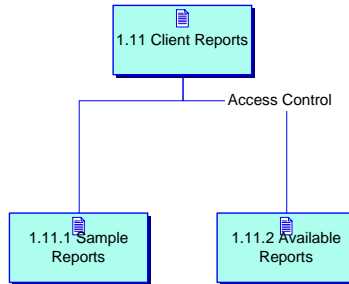 1.11 Client Reports
Access Control
1.11.1 Sample
Reports
1.11.2 Available
Reports